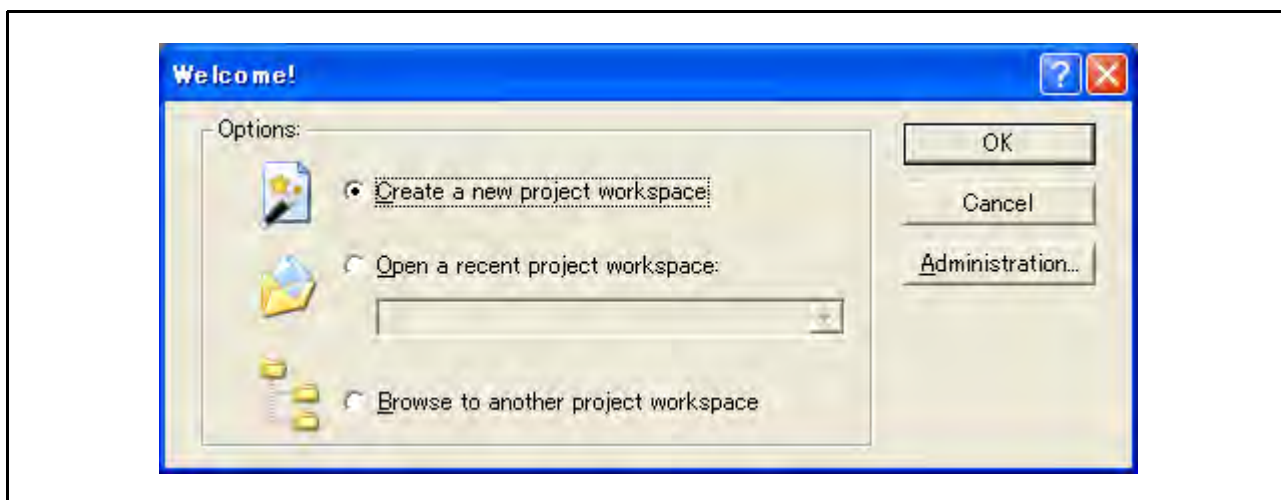 Welcome!
Options:
Create a new project workspace
Open a recent project workspace:
Browse to another project workspace
OK
Cancel
Administration...